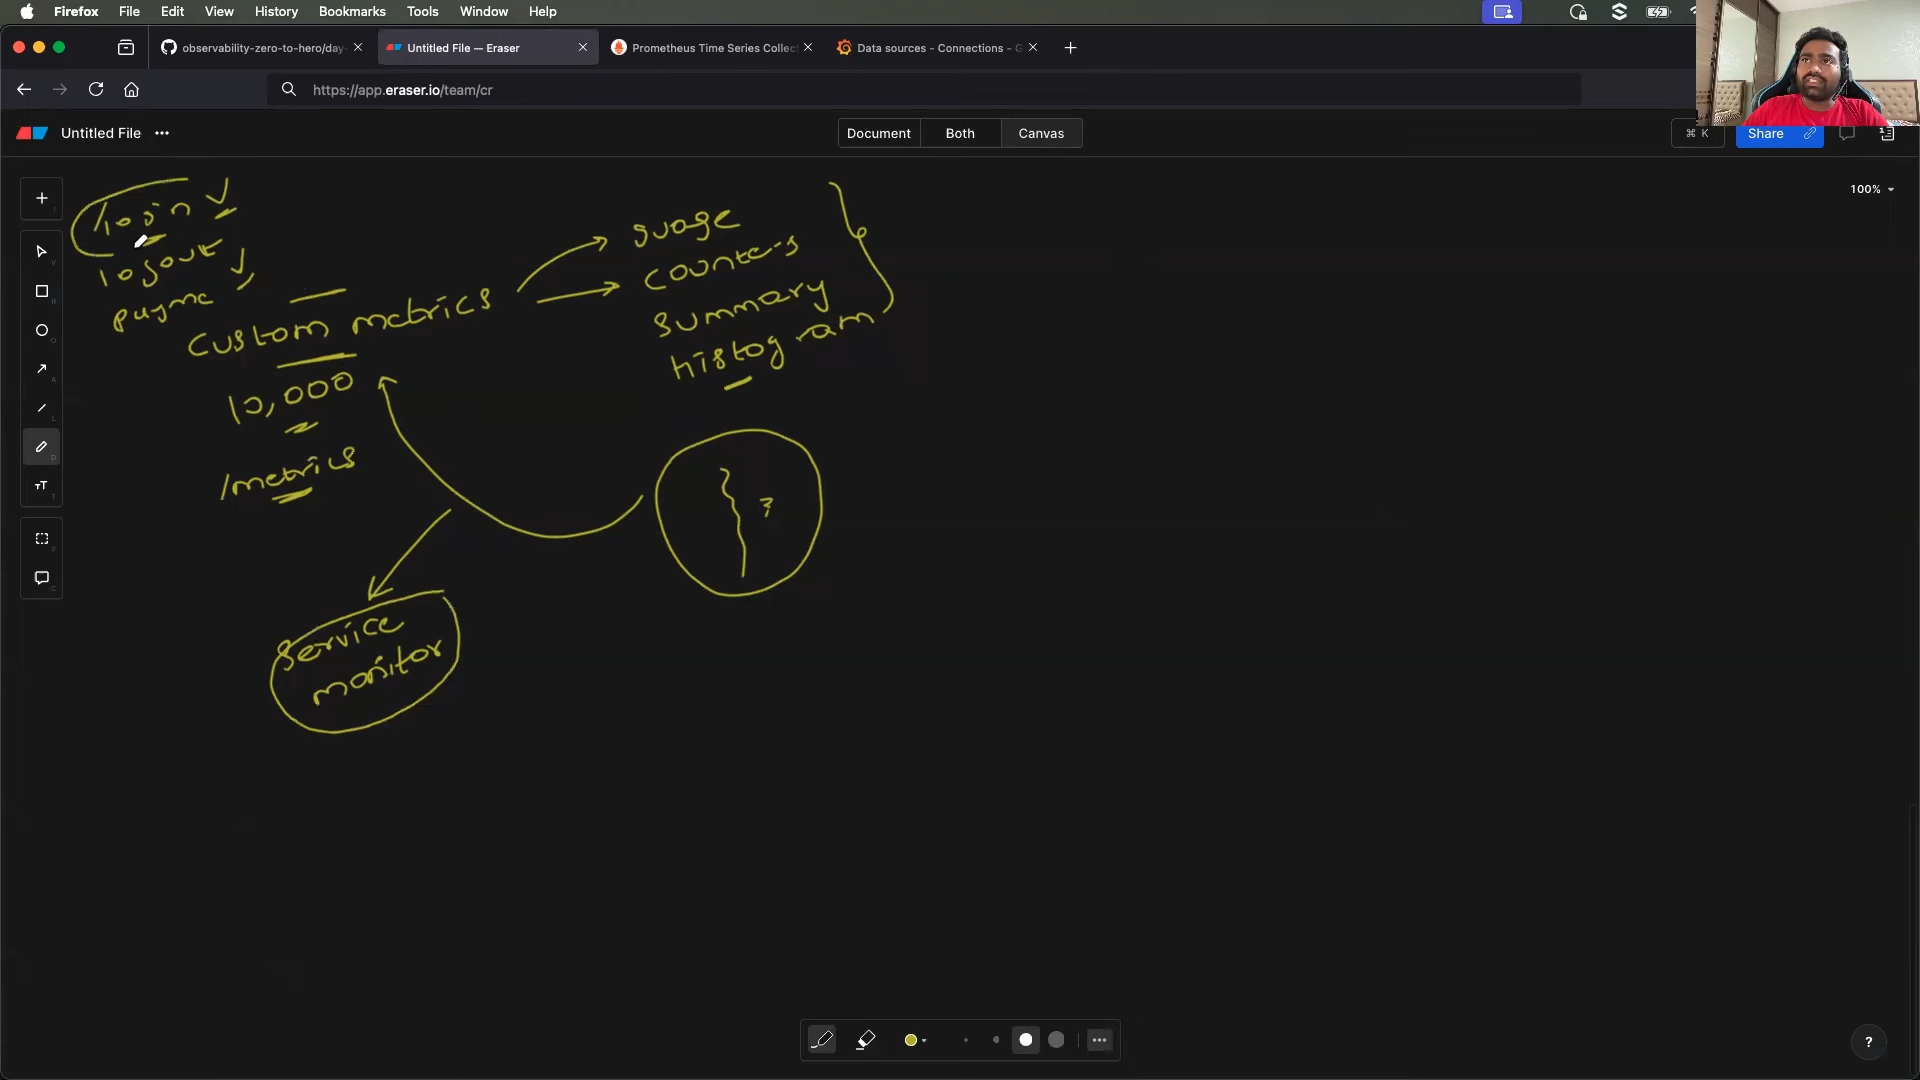 Firefox File Edit View History Bookmarks Tools Window Help
observability-zero-to-hero/day-
Untitled File — Eraser
Prometheus Time Series Collect
Data sources - Connections - G
https://app.eraser.io/team/cr
Untitled File
Document Both Canvas
⌘ K
Share
100%
login
logout
payme
custom metrics
10,000
/metrics
guage
counters
summary
histogram
?
service
monitor
?